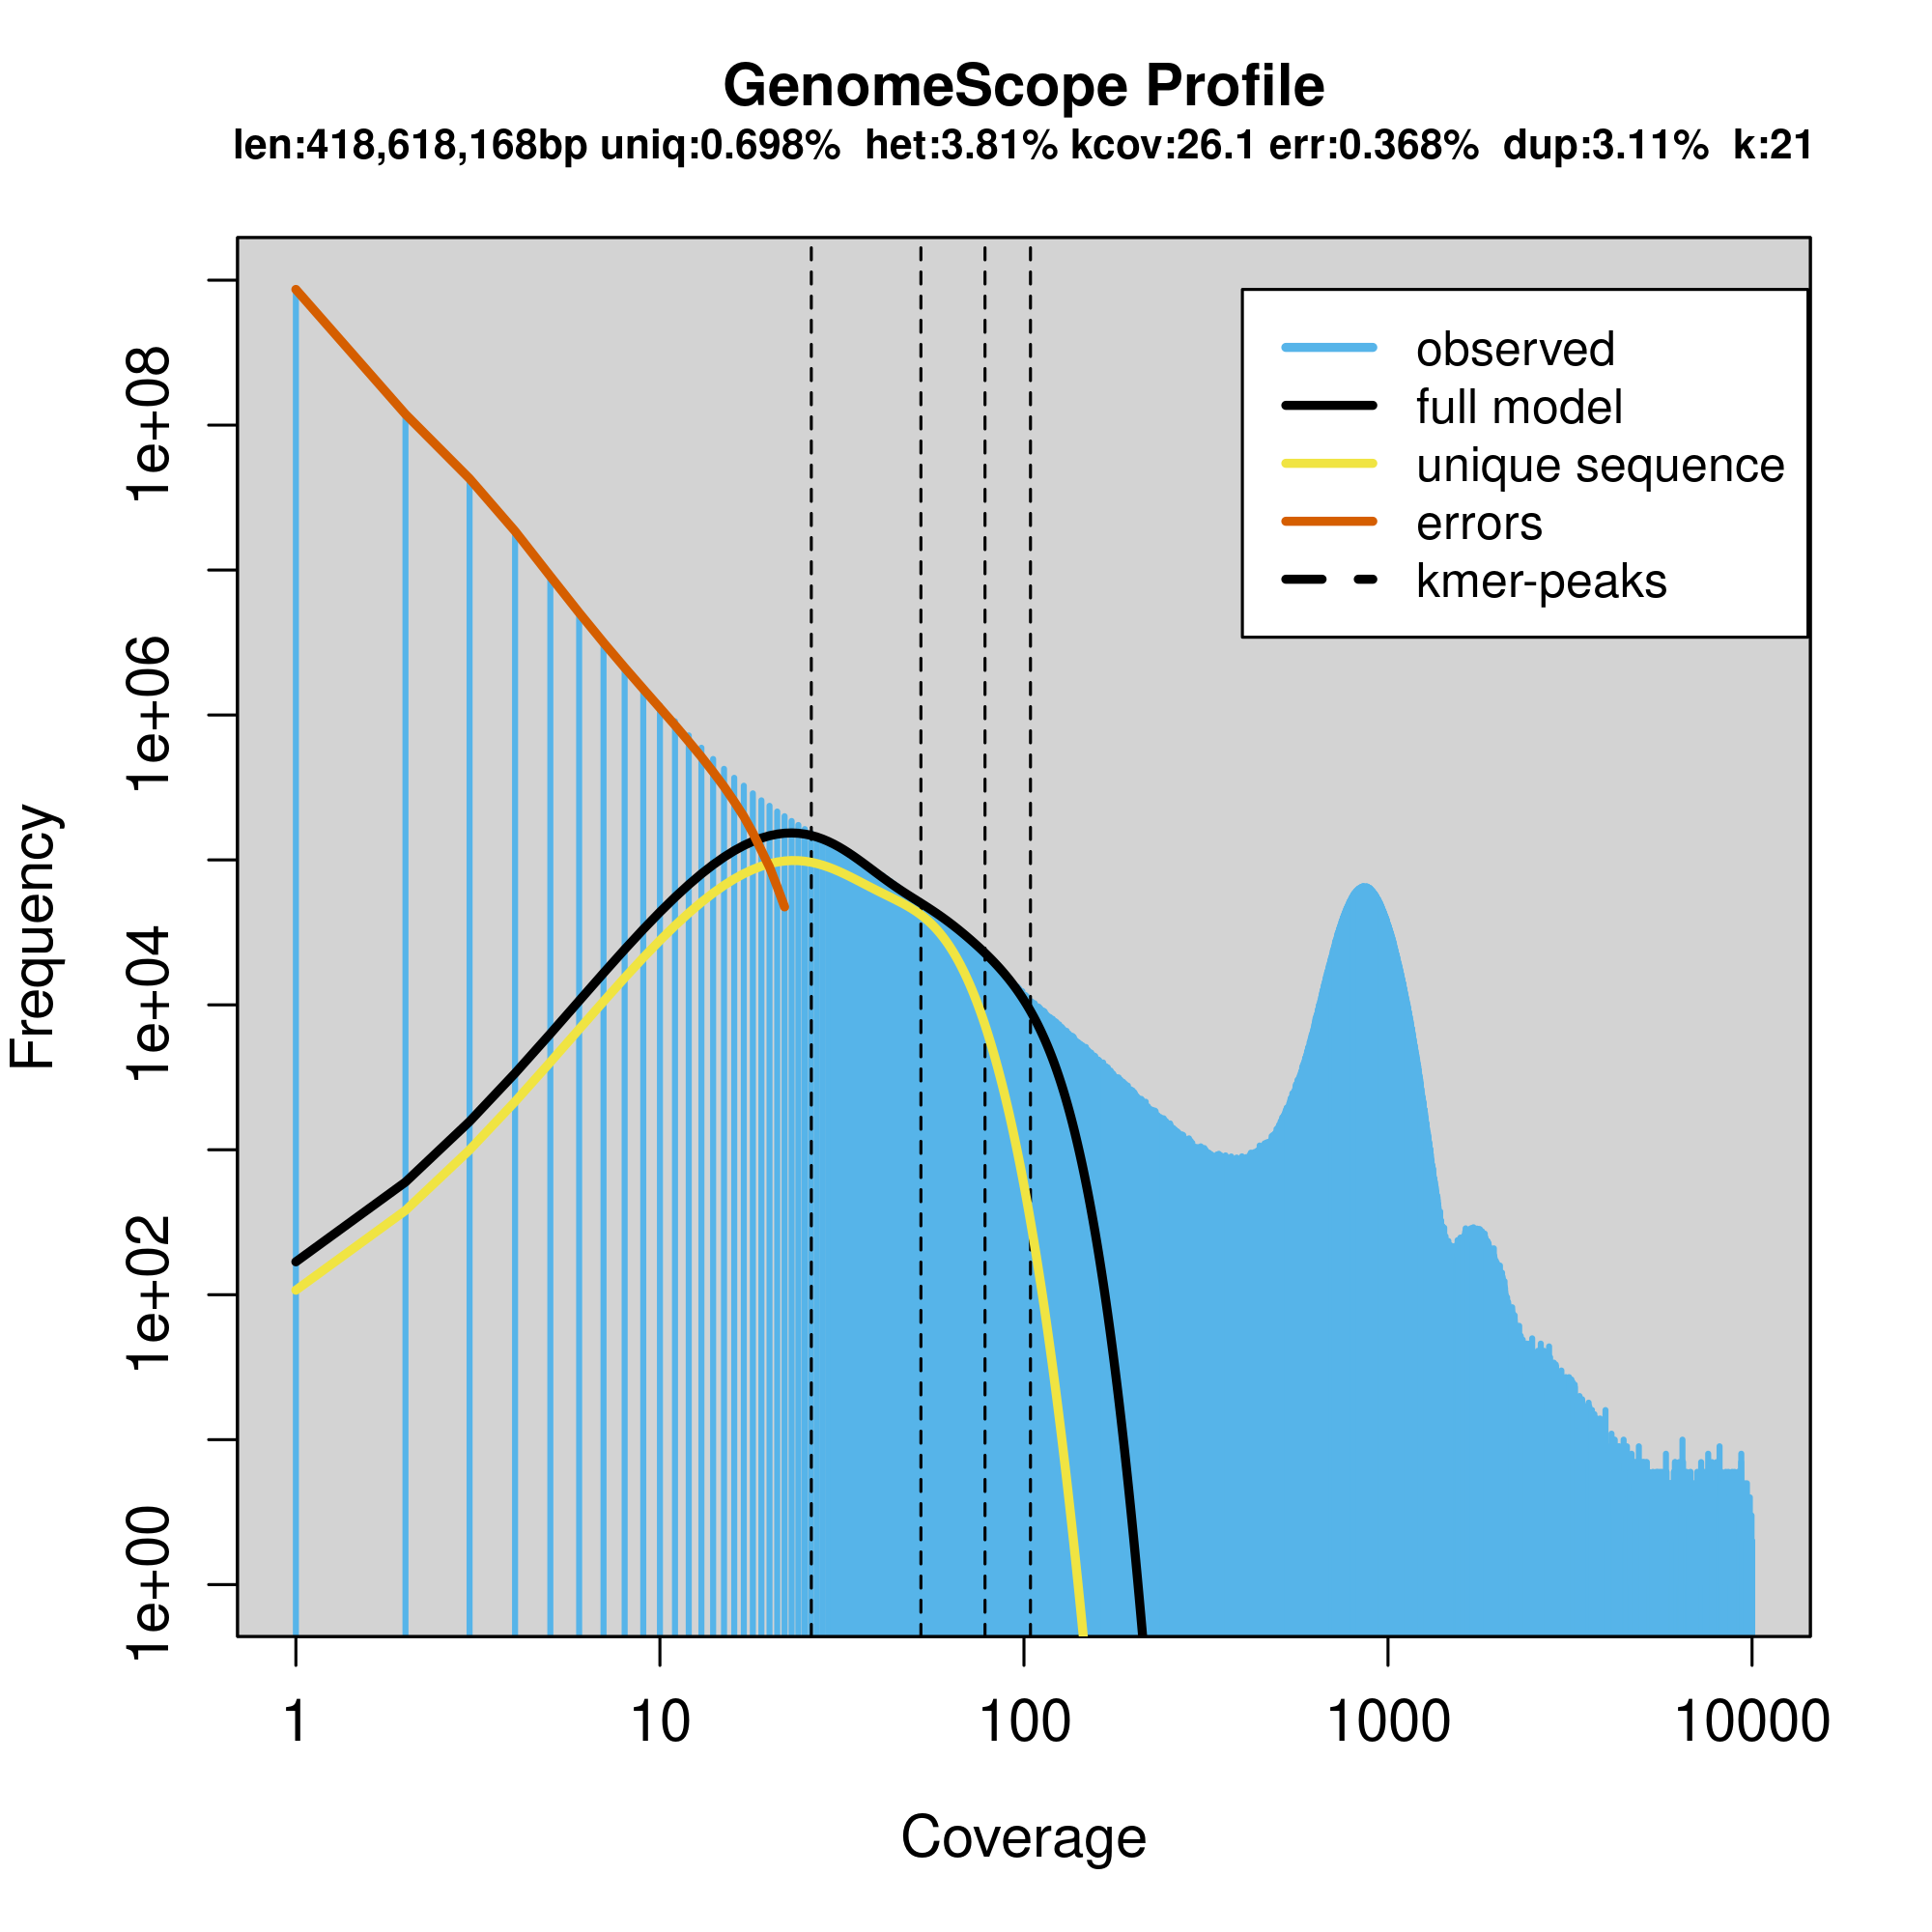 GenomeScope Profile
len:418,618,168bp uniq:0.698% het:3.81% kcov:26.1 err:0.368% dup:3.11% k:21
observed
full model
unique sequence
errors
kmer-peaks
Frequency
1e+08
1e+06
1e+04
1e+02
1e+00
1 10 100 1000 10000
Coverage